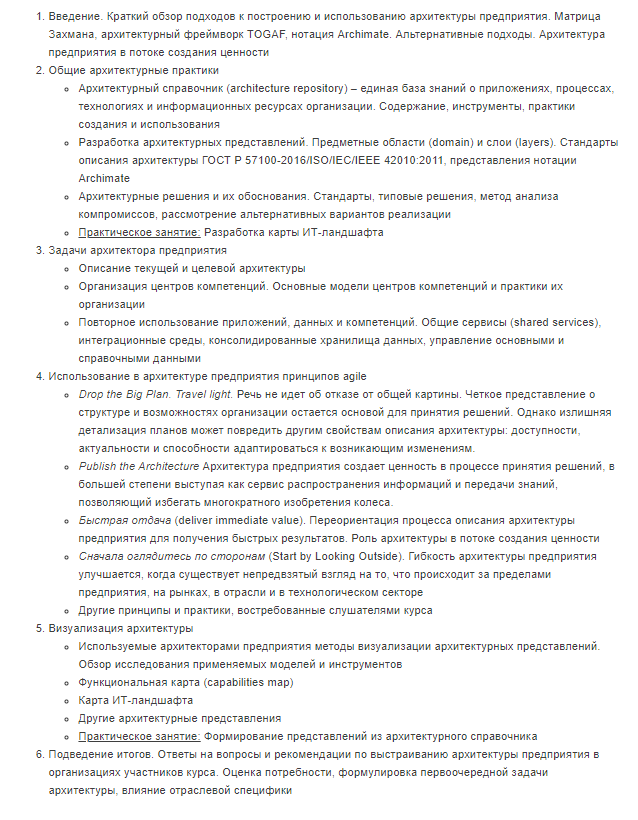 1. Введение. Краткий обзор подходов к построению и использованию архитектуры предприятия. Матрица
Захмана, архитектурный фреймворк TOGAF, нотация Archimate. Альтернативные подходы. Архитектура
предприятия в потоке создания ценности
2. Общие архитектурные практики
Архитектурный справочник (architecture repository) – единая база знаний о приложениях, процессах,
технологиях и информационных ресурсах организации. Содержание, инструменты, практики
создания и использования
Разработка архитектурных представлений. Предметные области (domain) и слои (layers). Стандарты
описания архитектуры ГОСТ Р 57100-2016/ISO/IEC/IEEE 42010:2011, представления нотации
Archimate
Архитектурные решения и их обоснования. Стандарты, типовые решения, метод анализа
компромиссов, рассмотрение альтернативных вариантов реализации
Практическое занятие: Разработка карты ИТ-ландшафта
3. Задачи архитектора предприятия
Описание текущей и целевой архитектуры
Организация центров компетенций. Основные модели центров компетенций и практики их
организации
Повторное использование приложений, данных и компетенций. Общие сервисы (shared services),
интеграционные среды, консолидированные хранилища данных, управление основными и
справочными данными
4. Использование в архитектуре предприятия принципов agile
Drop the Big Plan. Travel light. Речь не идет об отказе от общей картины. Четкое представление о
структуре и возможностях организации остается основой для принятия решений. Однако излишняя
детализация планов может повредить другим свойствам описания архитектуры: доступности,
актуальности и способности адаптироваться к возникающим изменениям.
Publish the Architecture Архитектура предприятия создает ценность в процессе принятия решений, в
большей степени выступая как сервис распространения информаций и передачи знаний,
позволяющий избегать многократного изобретения колеса.
Быстрая отдача (deliver immediate value). Переориентация процесса описания архитектуры
предприятия для получения быстрых результатов. Роль архитектуры в потоке создания ценности
Сначала оглядитесь по сторонам (Start by Looking Outside). Гибкость архитектуры предприятия
улучшается, когда существует непредвзятый взгляд на то, что происходит за пределами
предприятия, на рынках, в отрасли и в технологическом секторе
Другие принципы и практики, востребованные слушателями курса
5. Визуализация архитектуры
Используемые архитекторами предприятия методы визуализации архитектурных представлений.
Обзор исследования применяемых моделей и инструментов
Функциональная карта (capabilities map)
Карта ИТ-ландшафта
Другие архитектурные представления
Практическое занятие: Формирование представлений из архитектурного справочника
6. Подведение итогов. Ответы на вопросы и рекомендации по выстраиванию архитектуры предприятия в
организациях участников курса. Оценка потребности, формулировка первоочередной задачи
архитектуры, влияние отраслевой специфики